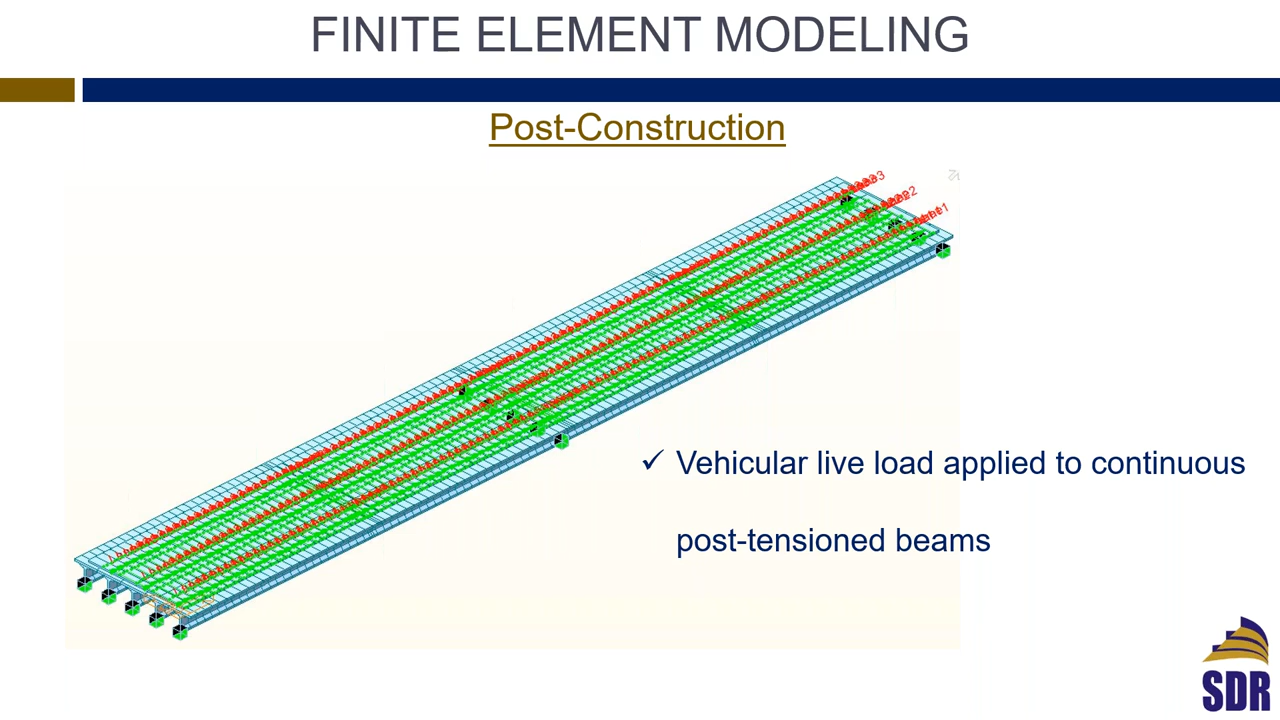 FINITE ELEMENT MODELING
Post-Construction
✓ Vehicular live load applied to continuous
post-tensioned beams
SDR